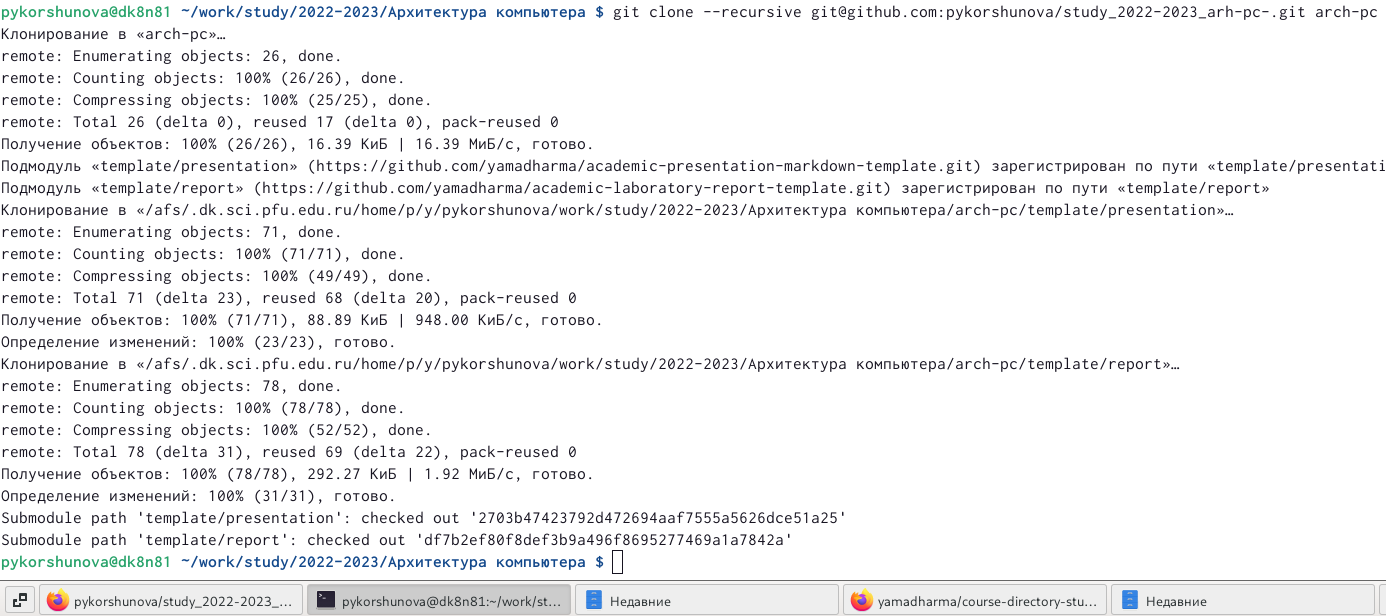 pykorshunova@dk8n81 ~/work/study/2022-2023/Архитектура компьютера $ git clone --recursive git@github.com:pykorshunova/study_2022-2023_arh-pc-.git arch-pc
Клонирование в «arch-pc»…
remote: Enumerating objects: 26, done.
remote: Counting objects: 100% (26/26), done.
remote: Compressing objects: 100% (25/25), done.
remote: Total 26 (delta 0), reused 17 (delta 0), pack-reused 0
Получение объектов: 100% (26/26), 16.39 КиБ | 16.39 МиБ/с, готово.
Подмодуль «template/presentation» (https://github.com/yamadharma/academic-presentation-markdown-template.git) зарегистрирован по пути «template/presentati
Подмодуль «template/report» (https://github.com/yamadharma/academic-laboratory-report-template.git) зарегистрирован по пути «template/report»
Клонирование в «/afs/.dk.sci.pfu.edu.ru/home/p/y/pykorshunova/work/study/2022-2023/Архитектура компьютера/arch-pc/template/presentation»…
remote: Enumerating objects: 71, done.
remote: Counting objects: 100% (71/71), done.
remote: Compressing objects: 100% (49/49), done.
remote: Total 71 (delta 23), reused 68 (delta 20), pack-reused 0
Получение объектов: 100% (71/71), 88.89 КиБ | 948.00 КиБ/с, готово.
Определение изменений: 100% (23/23), готово.
Клонирование в «/afs/.dk.sci.pfu.edu.ru/home/p/y/pykorshunova/work/study/2022-2023/Архитектура компьютера/arch-pc/template/report»…
remote: Enumerating objects: 78, done.
remote: Counting objects: 100% (78/78), done.
remote: Compressing objects: 100% (52/52), done.
remote: Total 78 (delta 31), reused 69 (delta 22), pack-reused 0
Получение объектов: 100% (78/78), 292.27 КиБ | 1.92 МиБ/с, готово.
Определение изменений: 100% (31/31), готово.
Submodule path 'template/presentation': checked out '2703b47423792d472694aaf7555a5626dce51a25'
Submodule path 'template/report': checked out 'df7b2ef80f8def3b9a496f8695277469a1a7842a'
pykorshunova@dk8n81 ~/work/study/2022-2023/Архитектура компьютера $
pykorshunova/study_2022-2023_... pykorshunova@dk8n81:~/work/st... Недавние yamadharma/course-directory-stu... Недавние